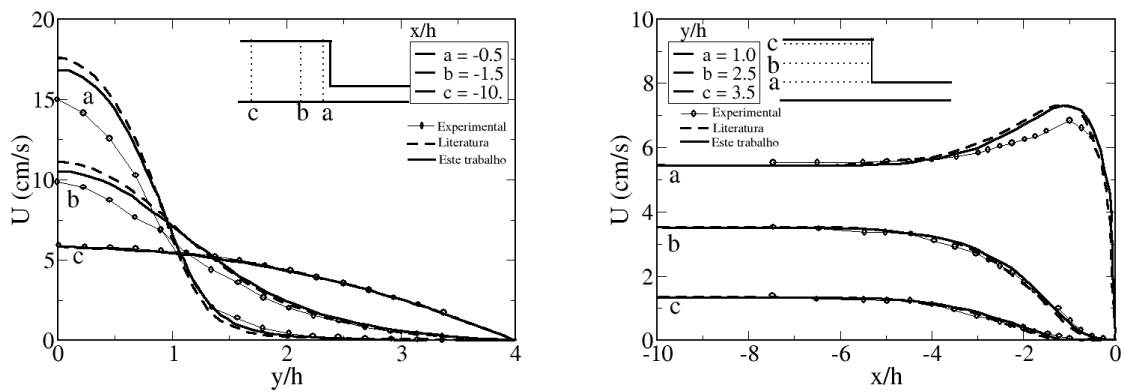 20
15
10
5
0
U (cm/s)
0
1
2
3
4
y/h
x/h
a = -0.5
b = -1.5
c = -10.
c
b
a
Experimental
Literatura
Este trabalho
a
b
c
10
8
6
4
2
0
U (cm/s)
-10
-8
-6
-4
-2
0
x/h
y/h
a = 1.0
b = 2.5
c = 3.5
c
b
a
Experimental
Literatura
Este trabalho
a
b
c